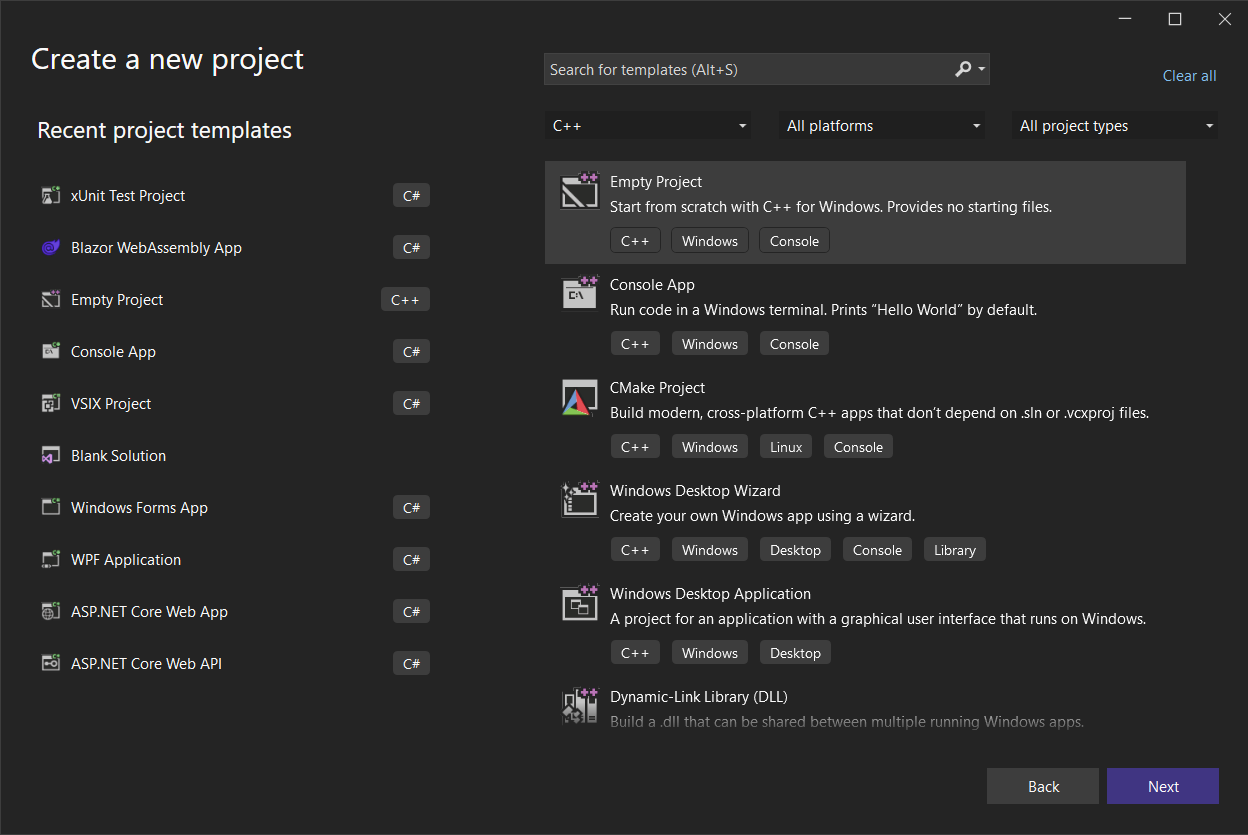 Create a new project
Recent project templates
xUnit Test Project C#
Blazor WebAssembly App C#
Empty Project C++
Console App C#
VSIX Project C#
Blank Solution
Windows Forms App C#
WPF Application C#
ASP.NET Core Web App C#
ASP.NET Core Web API C#
Search for templates (Alt+S)
Clear all
C++ All platforms All project types
Empty Project
Start from scratch with C++ for Windows. Provides no starting files.
C++ Windows Console
Console App
Run code in a Windows terminal. Prints “Hello World” by default.
C++ Windows Console
CMake Project
Build modern, cross-platform C++ apps that don’t depend on .sln or .vcxproj files.
C++ Windows Linux Console
Windows Desktop Wizard
Create your own Windows app using a wizard.
C++ Windows Desktop Console Library
Windows Desktop Application
A project for an application with a graphical user interface that runs on Windows.
C++ Windows Desktop
Dynamic-Link Library (DLL)
Build a .dll that can be shared between multiple running Windows apps.
Back Next